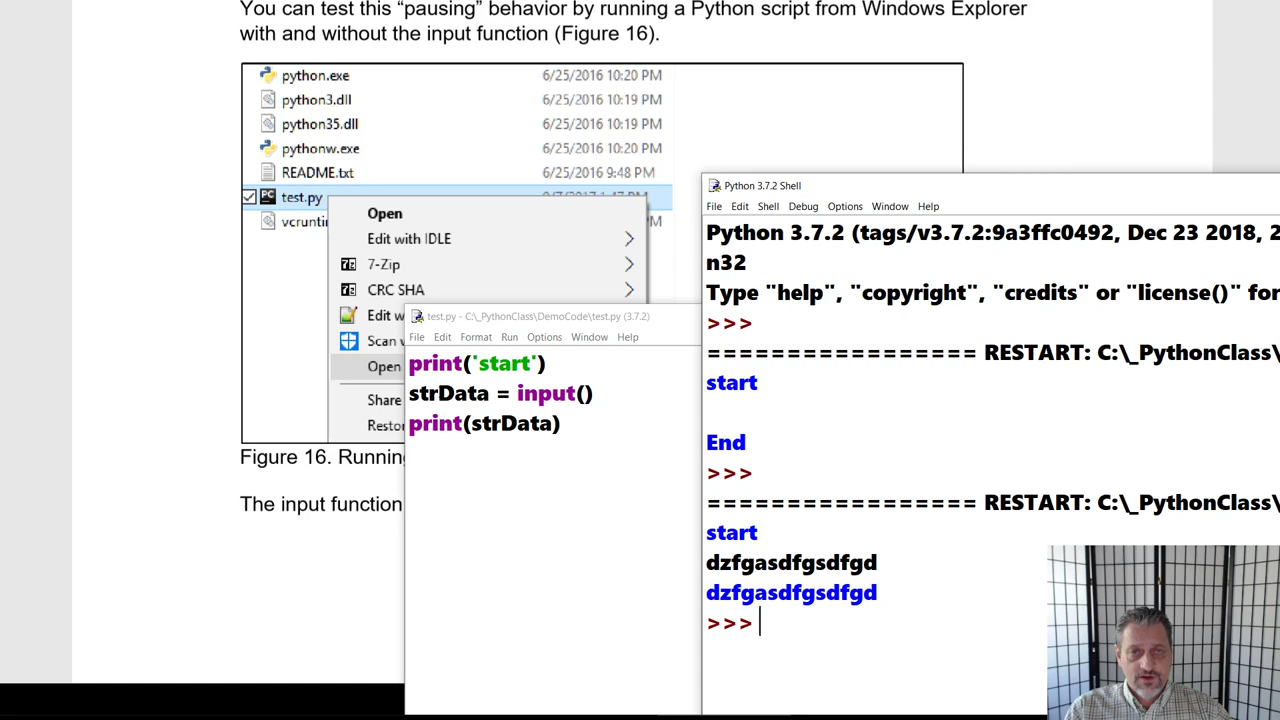 You can test this “pausing” behavior by running a Python script from Windows Explorer
with and without the input function (Figure 16).
python.exe 6/25/2016 10:20 PM
python3.dll 6/25/2016 10:19 PM
python35.dll 6/25/2016 10:19 PM
pythonw.exe 6/25/2016 10:20 PM
README.txt 6/25/2016 9:48 PM
test.py
vcrunti
Open
Edit with IDLE
7-Zip
CRC SHA
Edit w
Scan
Open
Share
Restor
Figure 16. Running
The input function
test.py - C:\_PythonClass\DemoCode\test.py (3.7.2)
File Edit Format Run Options Window Help
print('start')
strData = input()
print(strData)
Python 3.7.2 Shell
File Edit Shell Debug Options Window Help
Python 3.7.2 (tags/v3.7.2:9a3ffc0492, Dec 23 2018, 2
n32
Type "help", "copyright", "credits" or "license()" for
>>>
================= RESTART: C:\_PythonClass\
start
End
>>>
================= RESTART: C:\_PythonClass\
start
dzfgasdfgsdfgd
dzfgasdfgsdfgd
>>>